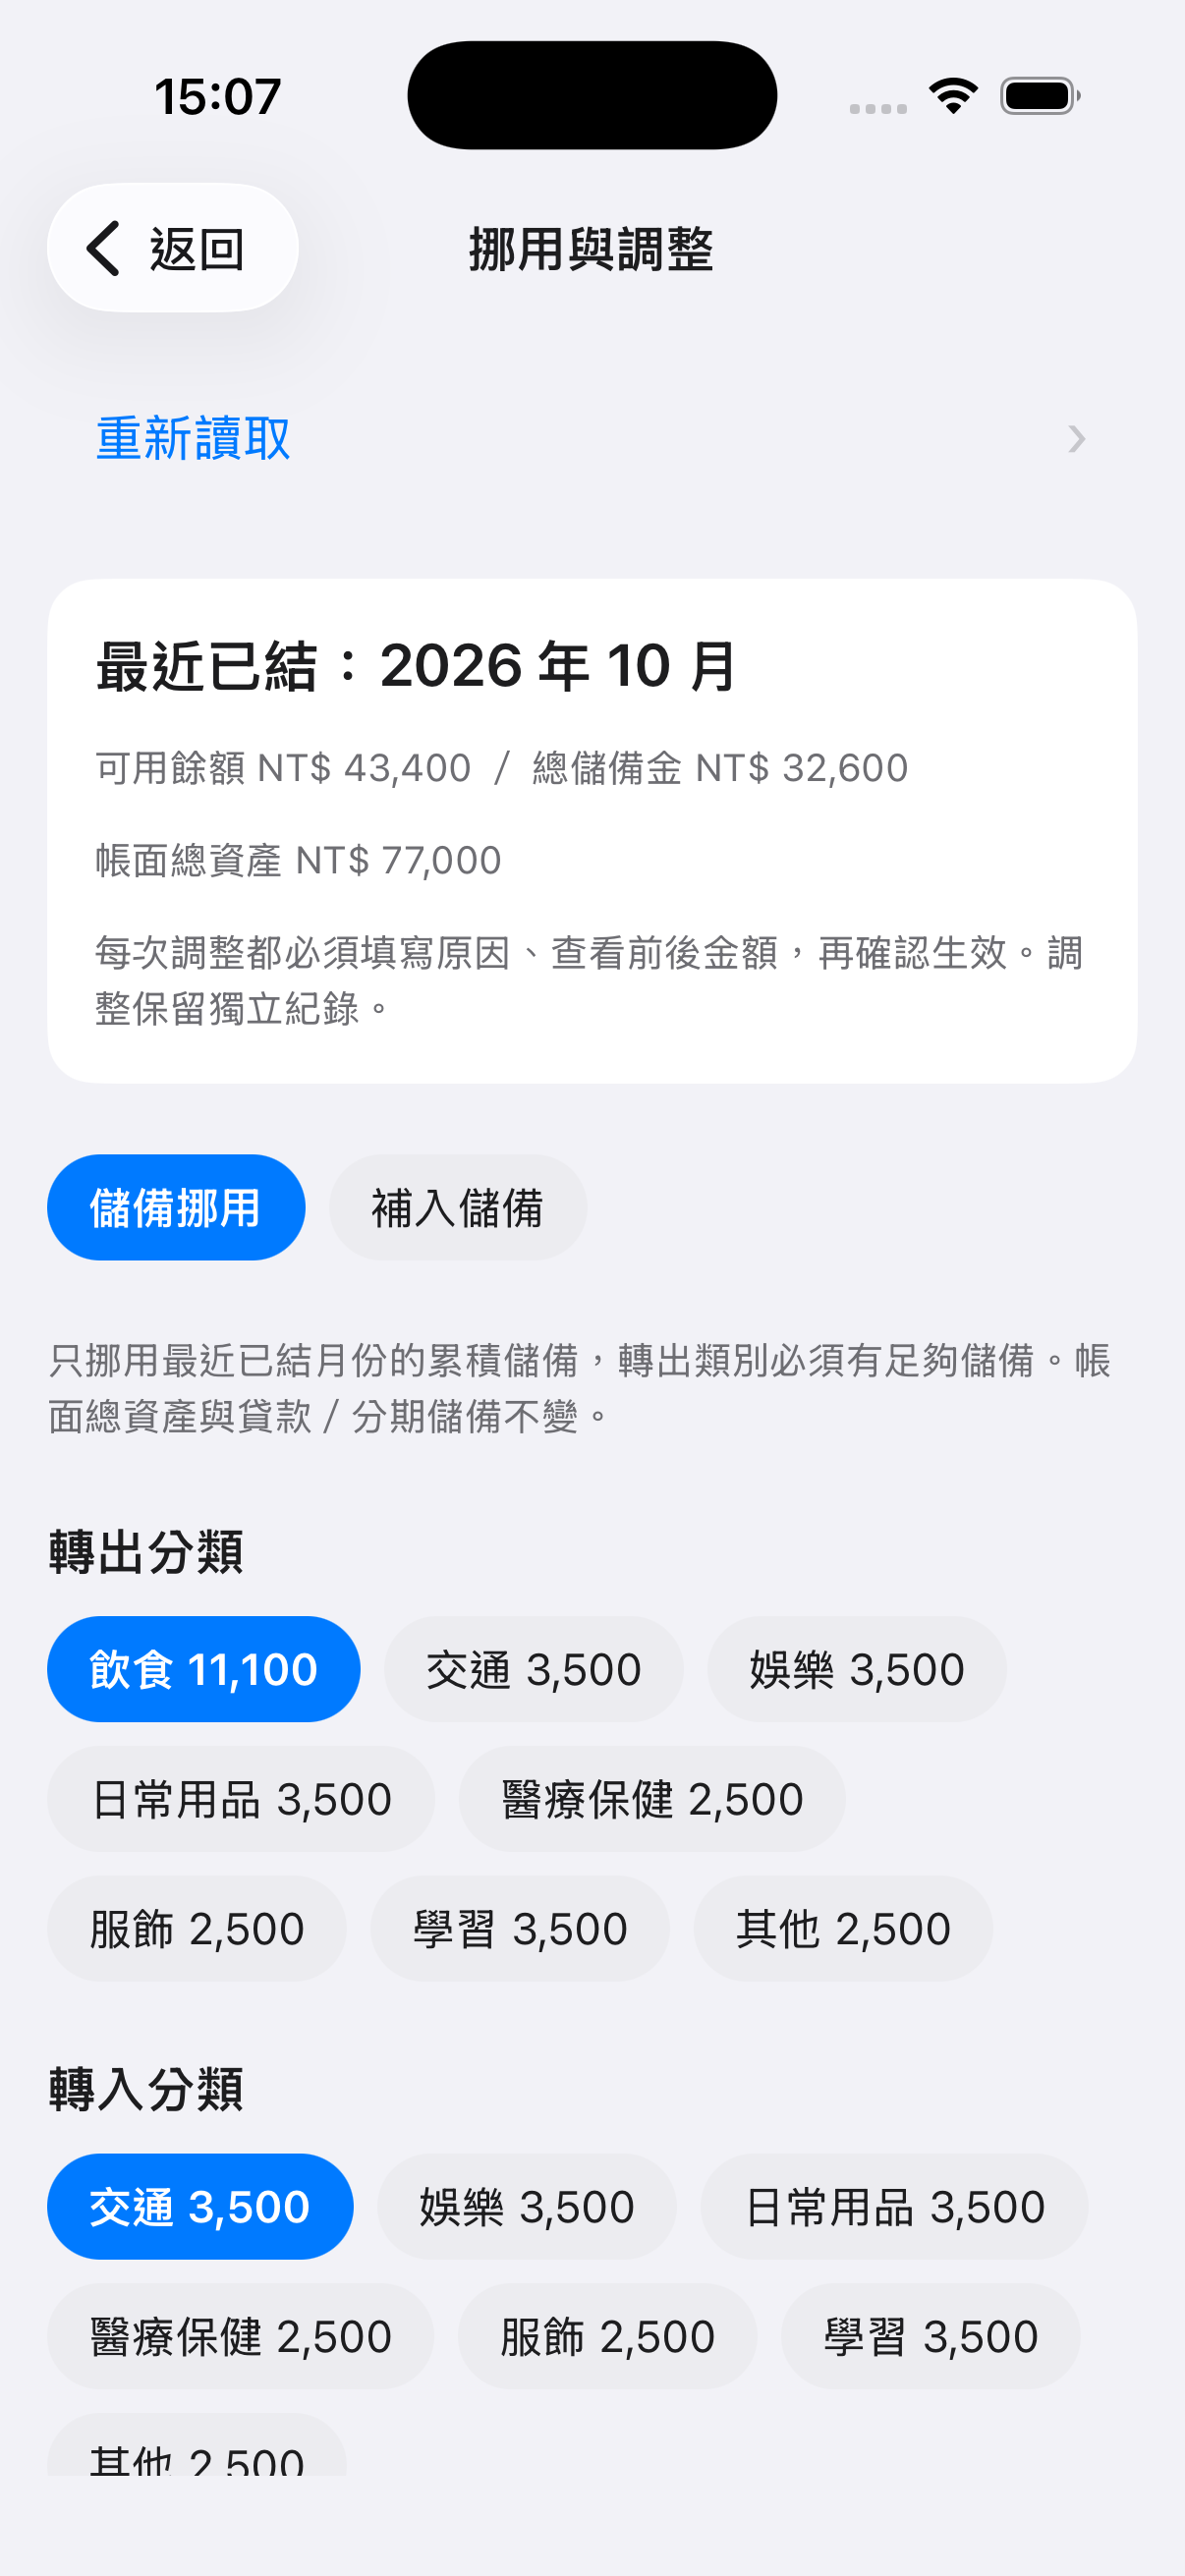 15:07
返回
挪用與調整
重新讀取
最近已結：2026 年 10 月
可用餘額 NT$ 43,400 / 總儲備金 NT$ 32,600
帳面總資產 NT$ 77,000
每次調整都必須填寫原因、查看前後金額，再確認生效。調
整保留獨立紀錄。
儲備挪用 補入儲備
只挪用最近已結月份的累積儲備，轉出類別必須有足夠儲備。帳
面總資產與貸款 / 分期儲備不變。
轉出分類
飲食 11,100 交通 3,500 娛樂 3,500
日常用品 3,500 醫療保健 2,500
服飾 2,500 學習 3,500 其他 2,500
轉入分類
交通 3,500 娛樂 3,500 日常用品 3,500
醫療保健 2,500 服飾 2,500 學習 3,500
其他 2,500